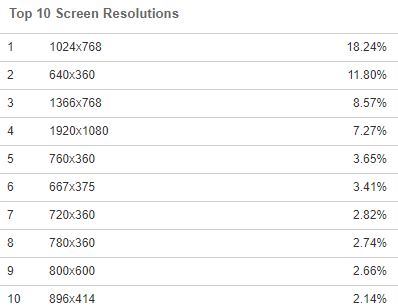 Top 10 Screen Resolutions
1 1024x768 18.24%
2 640x360 11.80%
3 1366x768 8.57%
4 1920x1080 7.27%
5 760x360 3.65%
6 667x375 3.41%
7 720x360 2.82%
8 780x360 2.74%
9 800x600 2.66%
10 896x414 2.14%